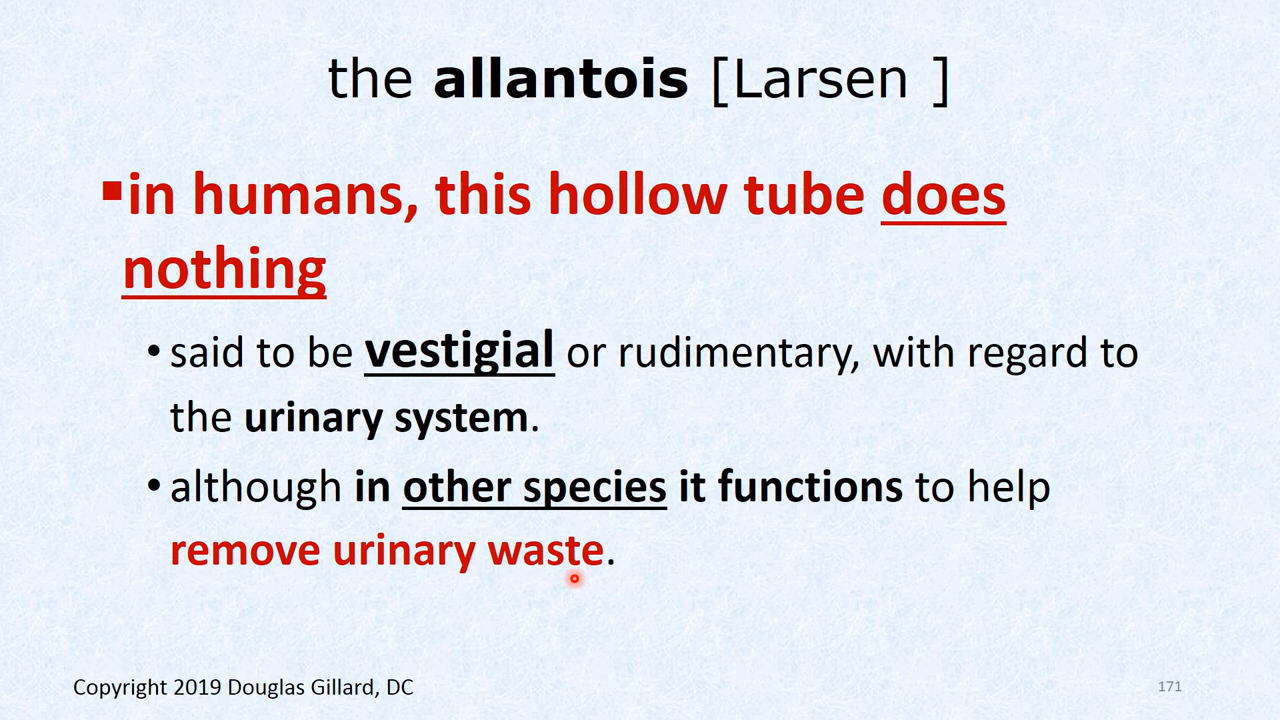 the allantois [Larsen ]
▪in humans, this hollow tube does
nothing
• said to be vestigial or rudimentary, with regard to
the urinary system.
• although in other species it functions to help
remove urinary waste.
Copyright 2019 Douglas Gillard, DC
171